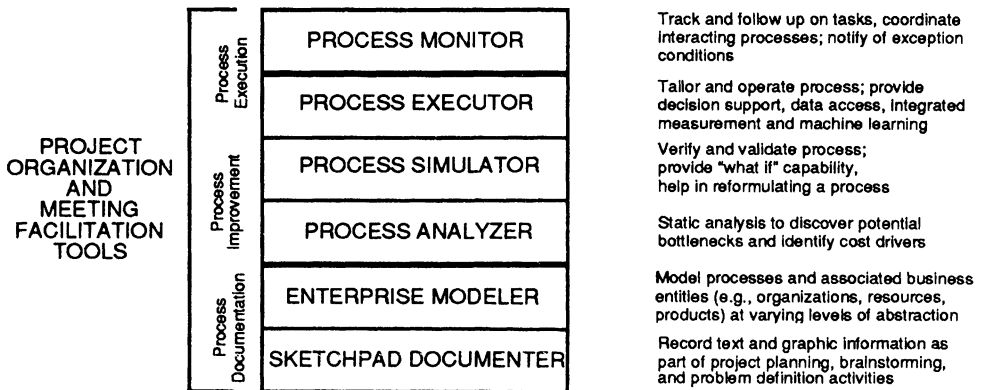 PROJECT
ORGANIZATION
AND
MEETING
FACILITATION
TOOLS
Process
Execution
PROCESS MONITOR
Track and follow up on tasks, coordinate
interacting processes; notify of exception
conditions
PROCESS EXECUTOR
Tailor and operate process; provide
decision support, data access, integrated
measurement and machine learning
Process
Improvement
PROCESS SIMULATOR
Verify and validate process;
provide "what if" capability,
help in reformulating a process
PROCESS ANALYZER
Static analysis to discover potential
bottlenecks and identify cost drivers
Process
Documentation
ENTERPRISE MODELER
Model processes and associated business
entities (e.g., organizations, resources,
products) at varying levels of abstraction
SKETCHPAD DOCUMENTER
Record text and graphic information as
part of project planning, brainstorming,
and problem definition activities